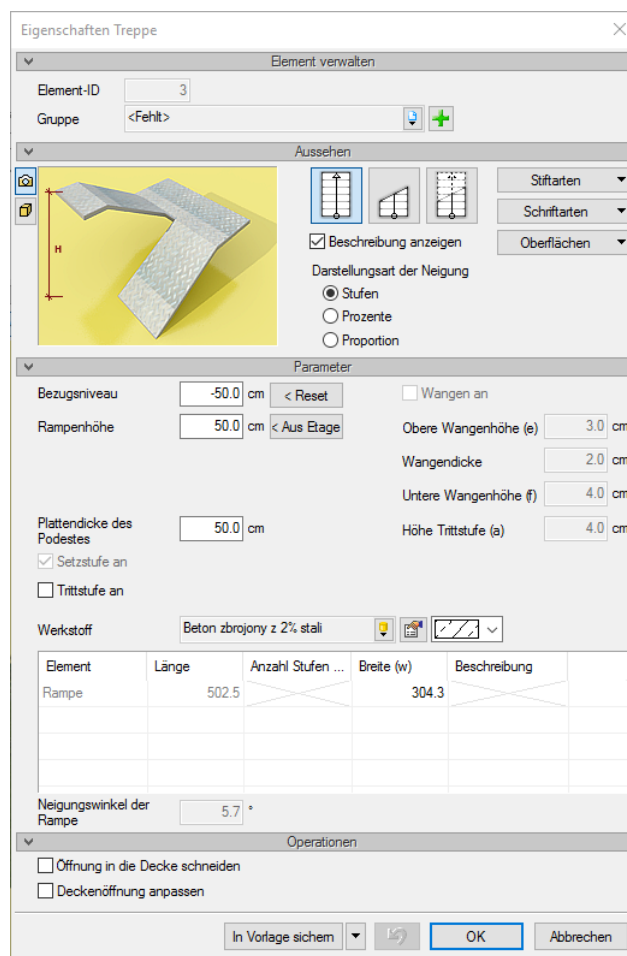 Eigenschaften Treppe
Element verwalten
Element-ID 3
Gruppe <Fehlt>
Aussehen
H
Stiftarten
Schriftarten
Beschreibung anzeigen Oberflächen
Darstellungsart der Neigung
Stufen
Prozente
Proportion
Parameter
Bezugsniveau -50.0 cm < Reset Wangen an
Rampenhöhe 50.0 cm < Aus Etage Obere Wangenhöhe (e) 3.0 cm
Wangendicke 2.0 cm
Untere Wangenhöhe (f) 4.0 cm
Plattendicke des
Podestes 50.0 cm Höhe Trittstufe (a) 4.0 cm
Setzstufe an
Trittstufe an
Werkstoff Beton zbrojony z 2% stali
Element Länge Anzahl Stufen ... Breite (w) Beschreibung
Rampe 502.5 304.3
Neigungswinkel der
Rampe 5.7 °
Operationen
Öffnung in die Decke schneiden
Deckenöffnung anpassen
In Vorlage sichern OK Abbrechen